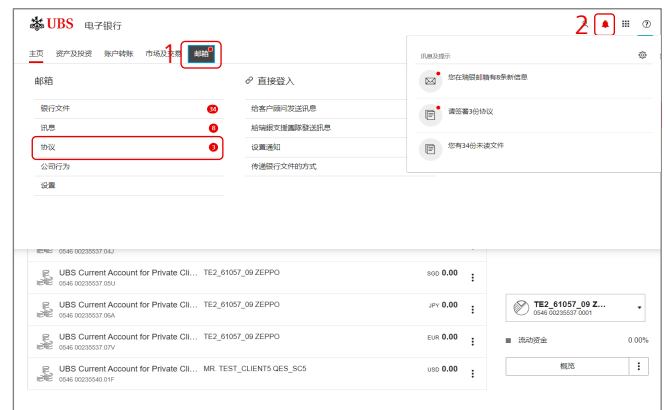 UBS 电子银行
2
主页 资产及投资 账户转账 市场及交易 1 邮箱
讯息及提示
邮箱
直接登入
您在瑞银邮箱有8条新信息
银行文件 34
给客户顾问发送讯息
请签署3份协议
讯息 8
給瑞銀支援團隊發送訊息
协议 3
设置通知
您有34份未读文件
公司行为
传递银行文件的方式
设置
0546 00235537.04J
UBS Current Account for Private Cli... TE2_61057_09 ZEPPO SGD 0.00
0546 00235537.05U
UBS Current Account for Private Cli... TE2_61057_09 ZEPPO JPY 0.00
0546 00235537.06A
TE2_61057_09 Z...
0546 00235537 0001
UBS Current Account for Private Cli... TE2_61057_09 ZEPPO EUR 0.00
0546 00235537.07V
流动资金 0.00%
UBS Current Account for Private Cli... MR. TEST_CLIENT5 QES_SC5 USD 0.00
0546 00235540.01F
概览